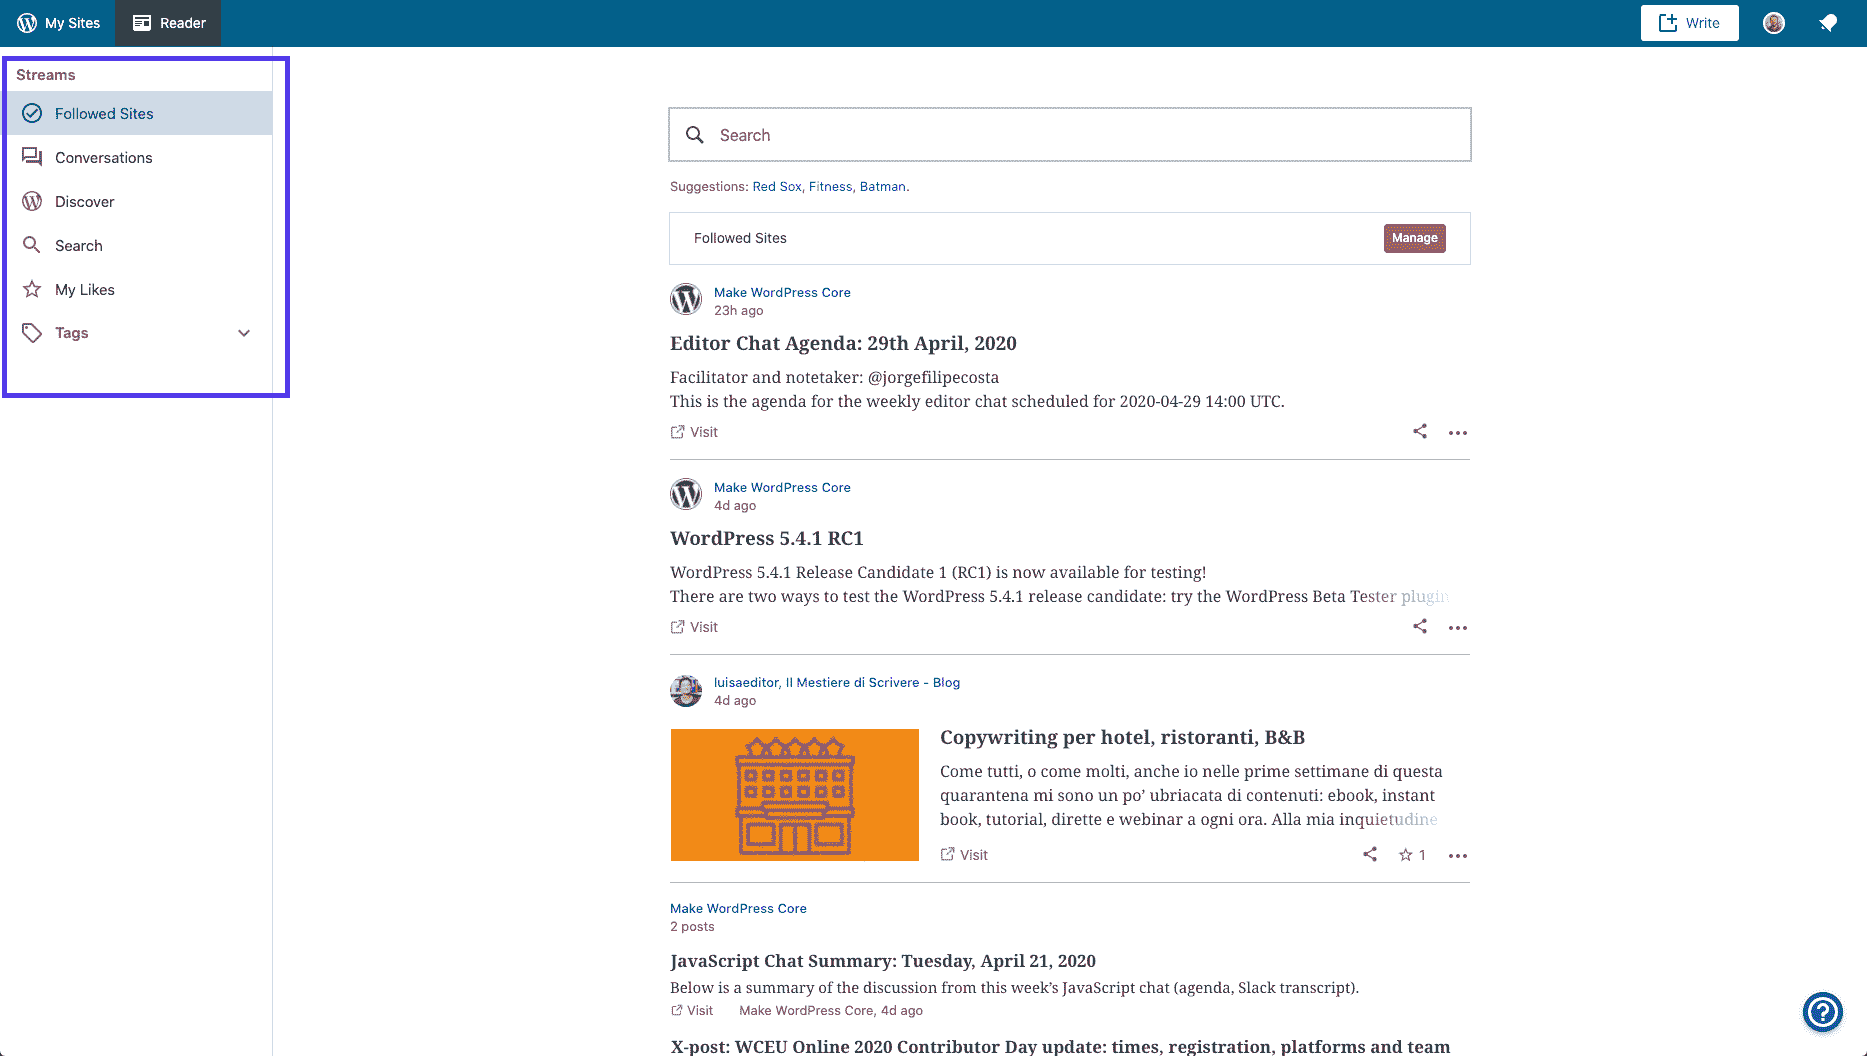 My Sites
Reader
Write
Streams
Followed Sites
Conversations
Discover
Search
My Likes
Tags
Search
Suggestions: Red Sox, Fitness, Batman.
Followed Sites
Manage
Make WordPress Core
23h ago
Editor Chat Agenda: 29th April, 2020
Facilitator and notetaker: @jorgefilipecosta
This is the agenda for the weekly editor chat scheduled for 2020-04-29 14:00 UTC.
Visit
Make WordPress Core
4d ago
WordPress 5.4.1 RC1
WordPress 5.4.1 Release Candidate 1 (RC1) is now available for testing!
There are two ways to test the WordPress 5.4.1 release candidate: try the WordPress Beta Tester plugin
Visit
luisaeditor, Il Mestiere di Scrivere - Blog
4d ago
Copywriting per hotel, ristoranti, B&B
Come tutti, o come molti, anche io nelle prime settimane di questa
quarantena mi sono un po’ ubriacata di contenuti: ebook, instant
book, tutorial, dirette e webinar a ogni ora. Alla mia inquietudine
Visit
1
Make WordPress Core
2 posts
JavaScript Chat Summary: Tuesday, April 21, 2020
Below is a summary of the discussion from this week’s JavaScript chat (agenda, Slack transcript).
Visit Make WordPress Core, 4d ago
X-post: WCEU Online 2020 Contributor Day update: times, registration, platforms and team